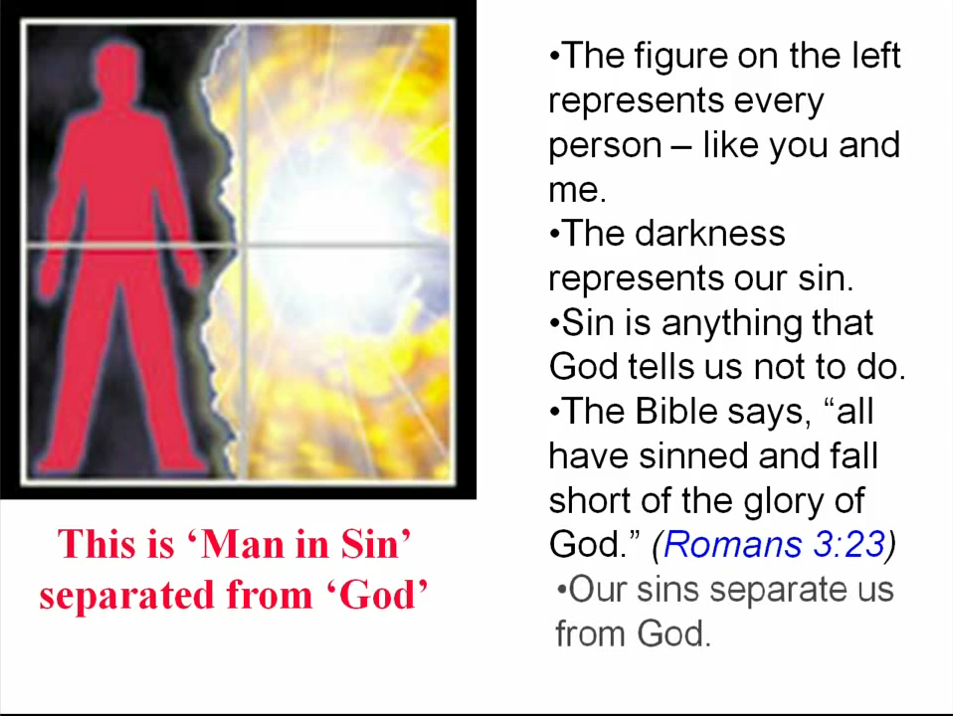 •The figure on the left
represents every
person – like you and
me.
•The darkness
represents our sin.
•Sin is anything that
God tells us not to do.
•The Bible says, “all
have sinned and fall
short of the glory of
God.” (Romans 3:23)
•Our sins separate us
from God.
This is ‘Man in Sin’
separated from ‘God’